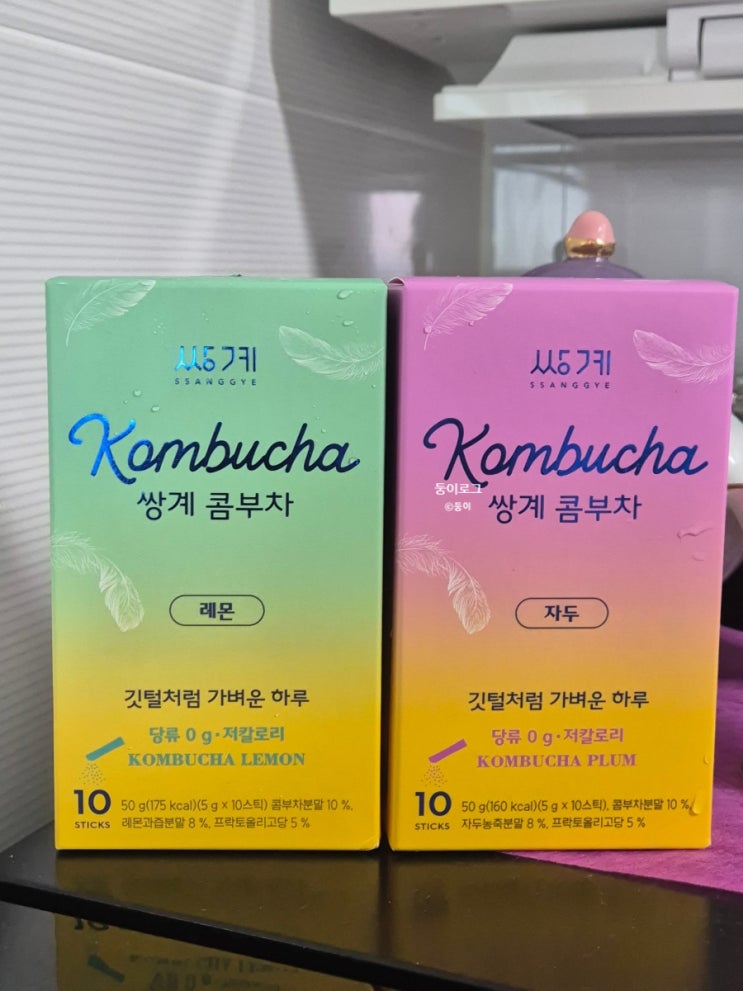 쌍계
SSANGGYE
Kombucha
쌍계 콤부차
레몬
깃털처럼 가벼운 하루
당류 0 g·저칼로리
KOMBUCHA LEMON
10
STICKS
50 g(175 kcal)(5 g x 10스틱) 콤부차분말 10 %,
레몬과즙분말 8 %, 프락토올리고당 5 %
쌍계
SSANGGYE
Kombucha
둥이로그
©둥이
쌍계 콤부차
자두
깃털처럼 가벼운 하루
당류 0 g·저칼로리
KOMBUCHA PLUM
10
STICKS
50 g(160 kcal)(5 g x 10스틱), 콤부차분말 10 %,
자두농축분말 8 %, 프락토올리고당 5 %